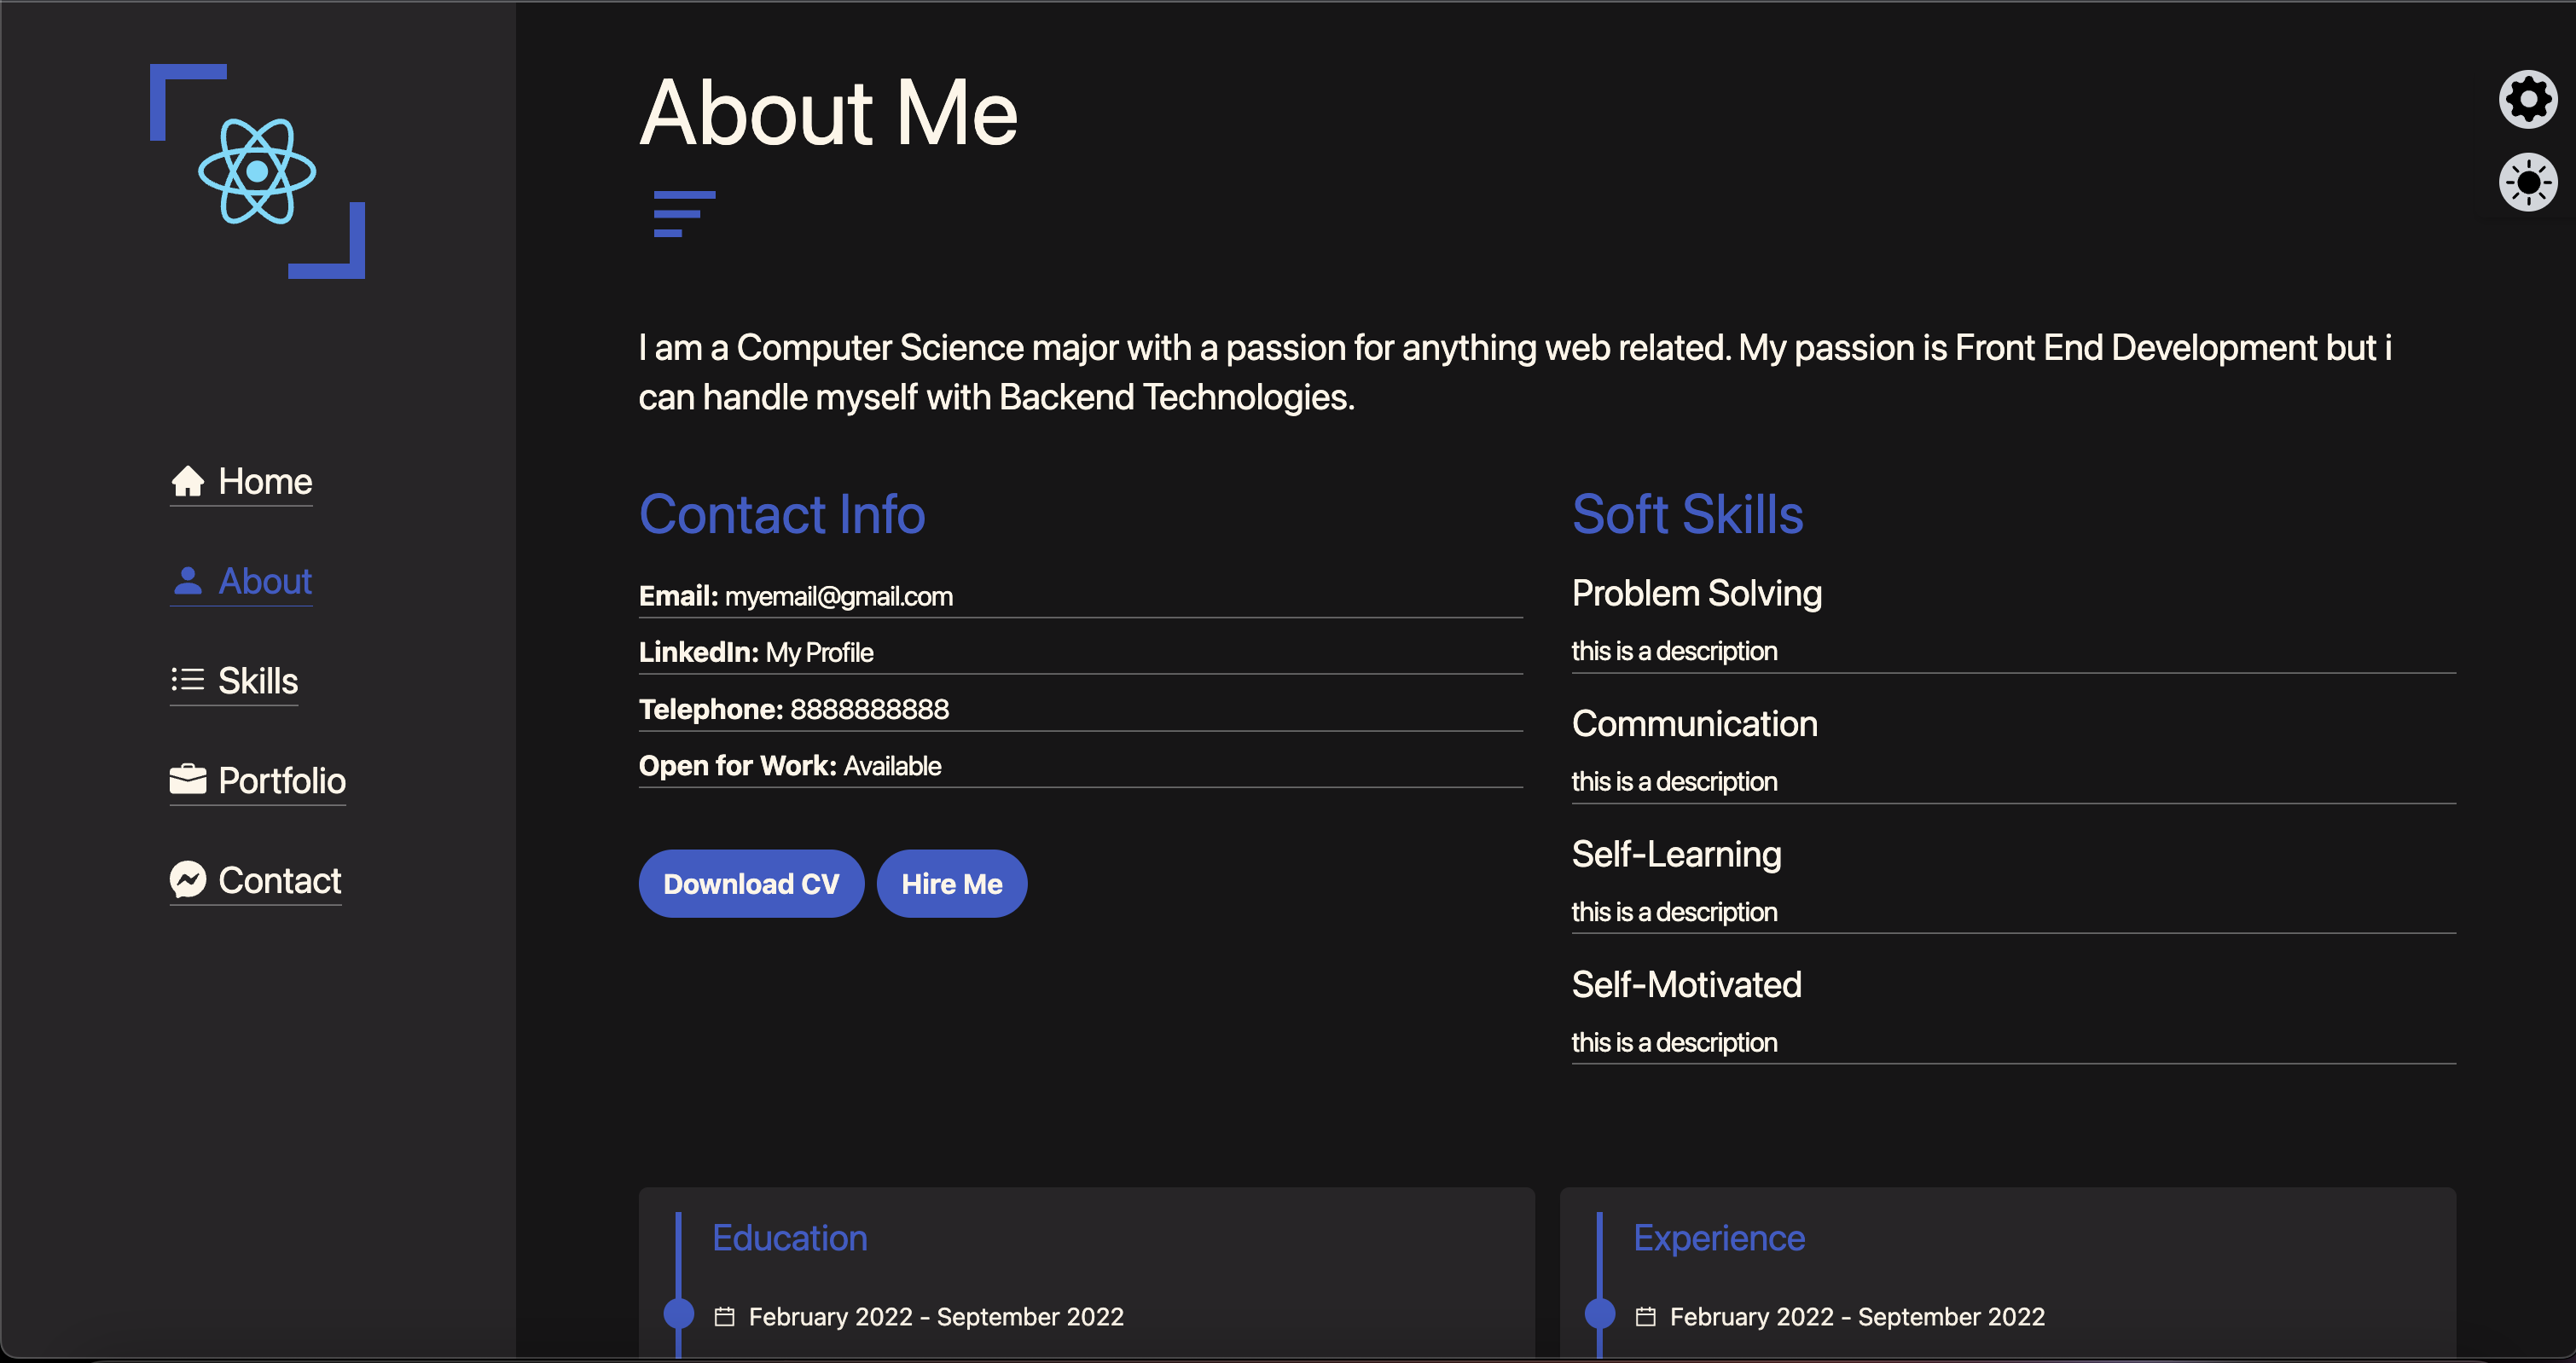 Home
About
Skills
Portfolio
Contact
About Me
I am a Computer Science major with a passion for anything web related. My passion is Front End Development but i
can handle myself with Backend Technologies.
Contact Info
Email: myemail@gmail.com
LinkedIn: My Profile
Telephone: 8888888888
Open for Work: Available
Download CV
Hire Me
Soft Skills
Problem Solving
this is a description
Communication
this is a description
Self-Learning
this is a description
Self-Motivated
this is a description
Education
February 2022 - September 2022
Experience
February 2022 - September 2022